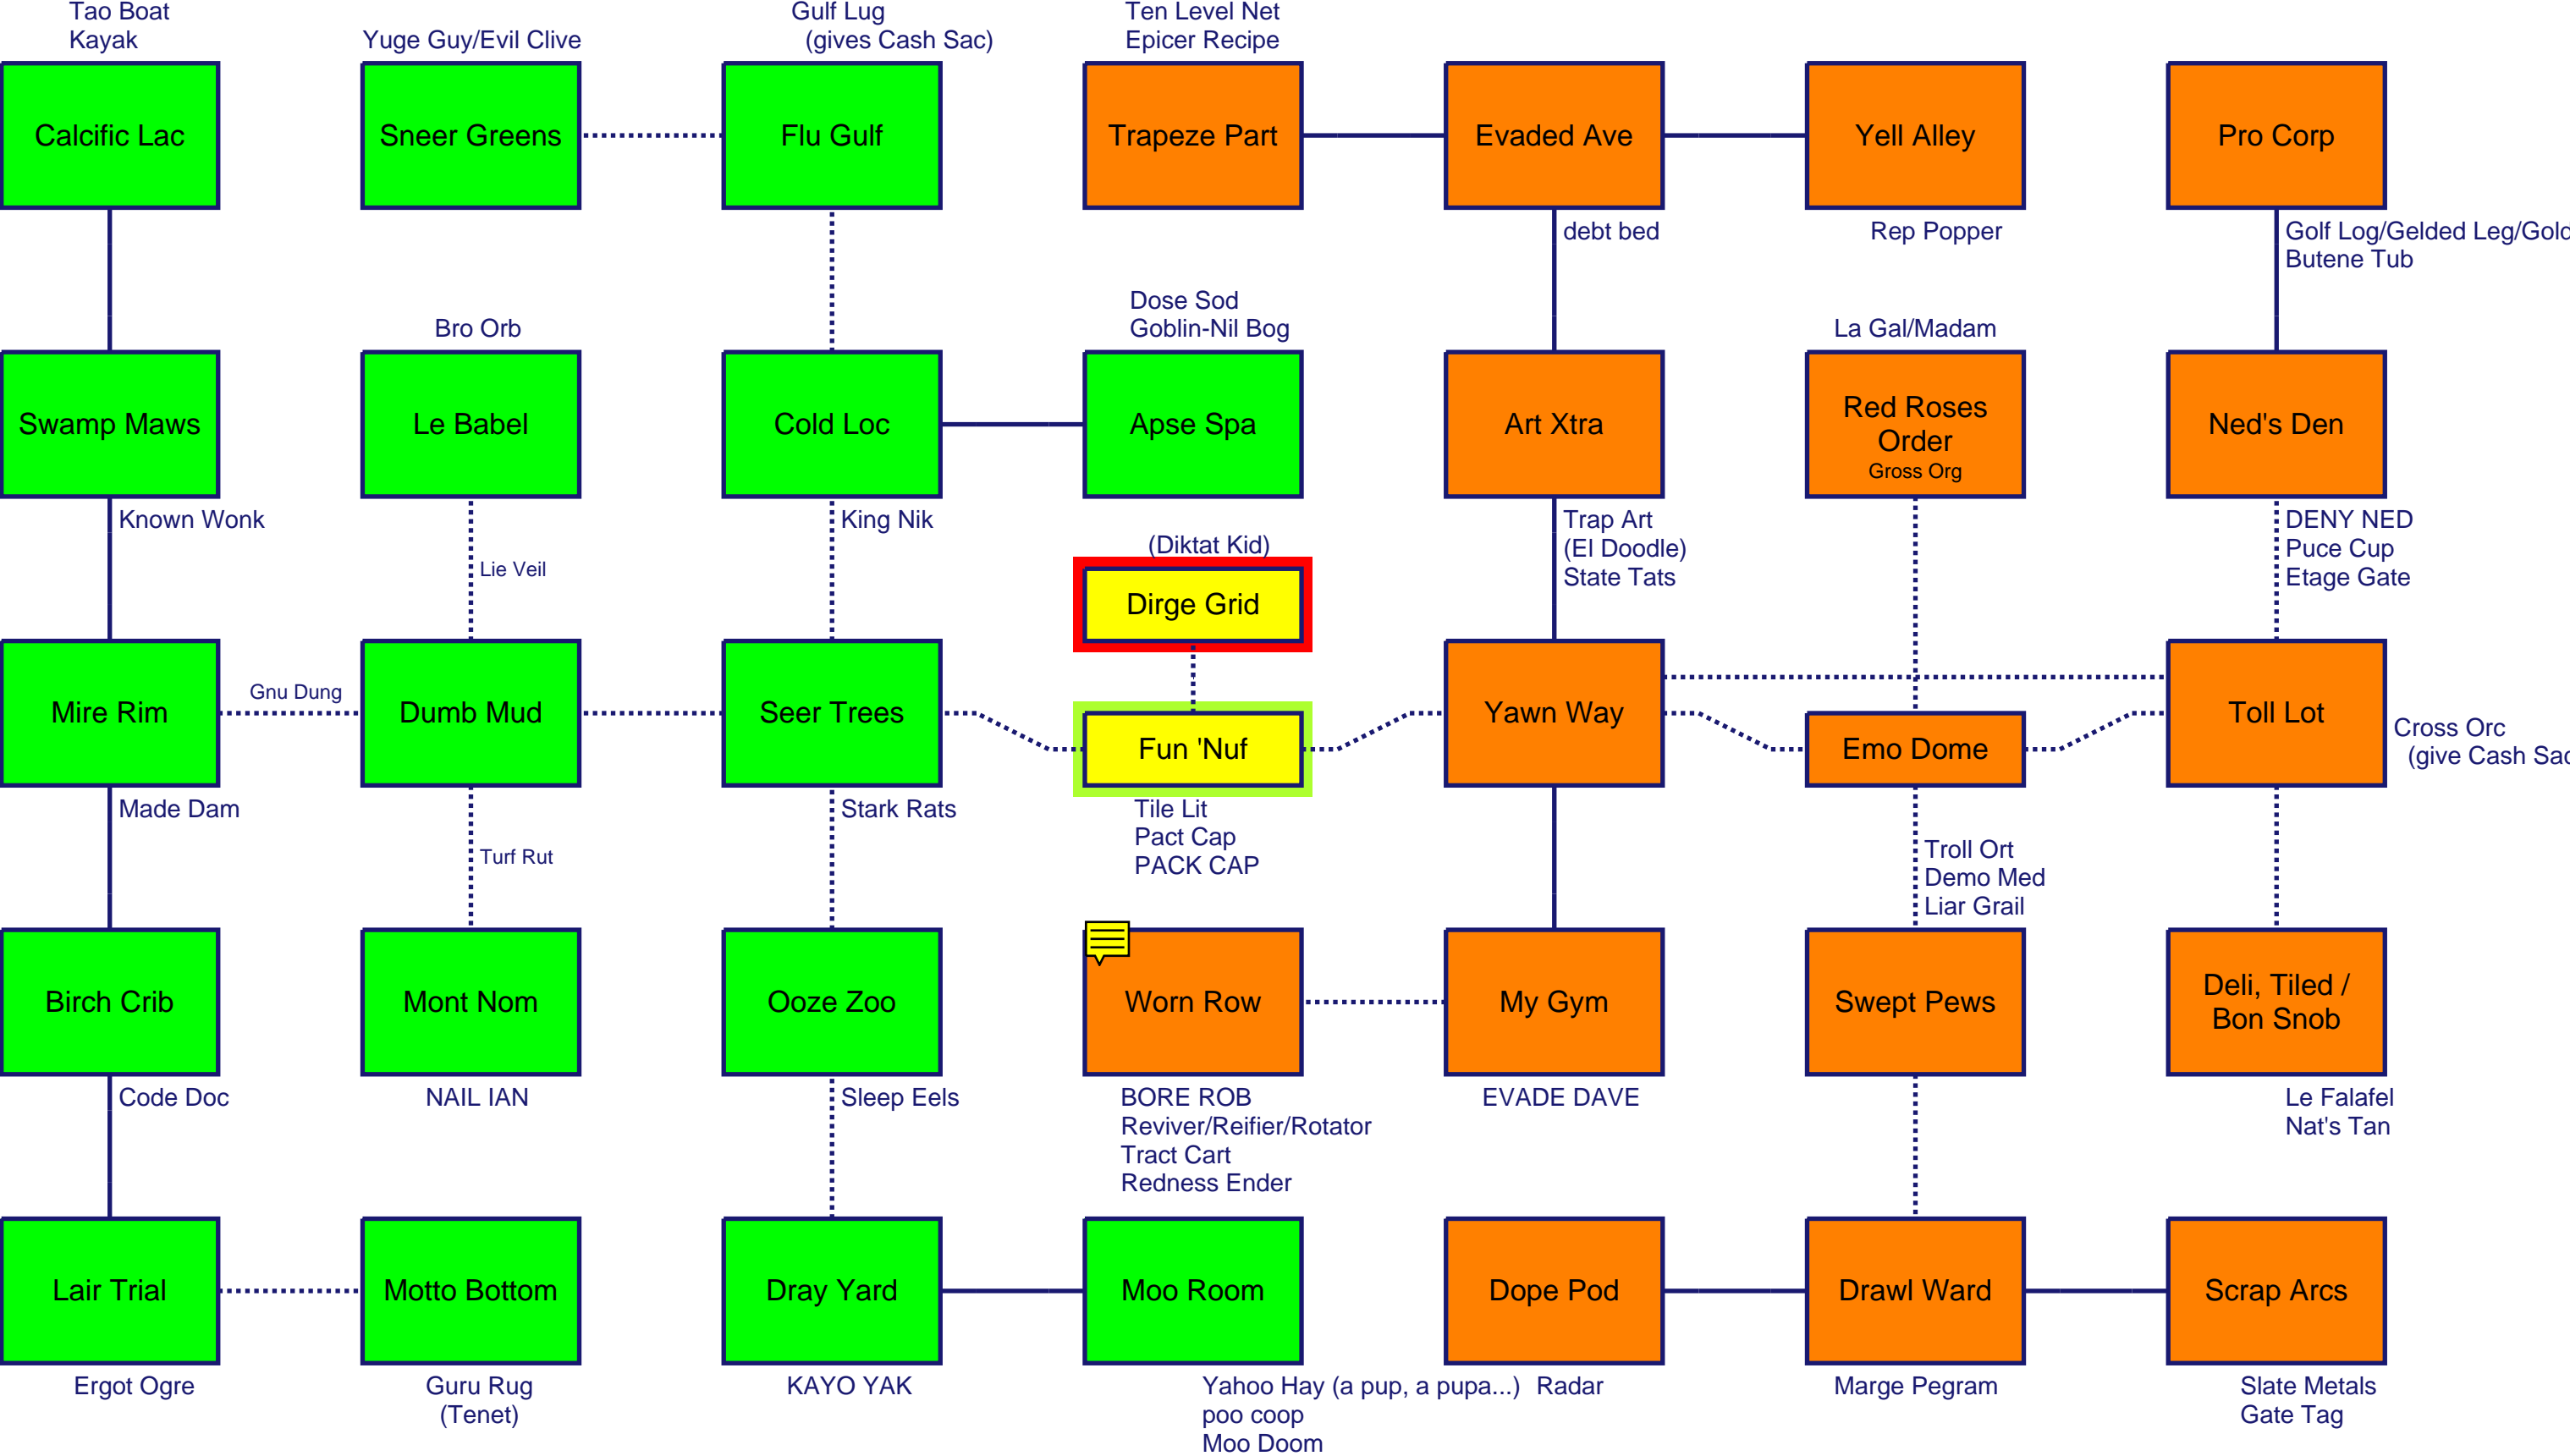 Tao Boat
Kayak
Yuge Guy/Evil Clive
Gulf Lug
(gives Cash Sac)
Ten Level Net
Epicer Recipe
Calcific Lac
Sneer Greens
Flu Gulf
Trapeze Part
Evaded Ave
Yell Alley
Pro Corp
debt bed
Rep Popper
Golf Log/Gelded Leg/Gold
Butene Tub
Bro Orb
Dose Sod
Goblin-Nil Bog
La Gal/Madam
Swamp Maws
Le Babel
Cold Loc
Apse Spa
Art Xtra
Red Roses
Order
Gross Org
Ned's Den
Known Wonk
Lie Veil
King Nik
(Diktat Kid)
Trap Art
(El Doodle)
State Tats
DENY NED
Puce Cup
Etage Gate
Dirge Grid
Mire Rim
Gnu Dung
Dumb Mud
Seer Trees
Fun 'Nuf
Yawn Way
Emo Dome
Toll Lot
Cross Orc
(give Cash Sac
Made Dam
Turf Rut
Stark Rats
Tile Lit
Pact Cap
PACK CAP
Troll Ort
Demo Med
Liar Grail
Birch Crib
Mont Nom
Ooze Zoo
Worn Row
My Gym
Swept Pews
Deli, Tiled /
Bon Snob
Code Doc
NAIL IAN
Sleep Eels
BORE ROB
Reviver/Reifier/Rotator
Tract Cart
Redness Ender
EVADE DAVE
Le Falafel
Nat's Tan
Lair Trial
Motto Bottom
Dray Yard
Moo Room
Dope Pod
Drawl Ward
Scrap Arcs
Ergot Ogre
Guru Rug
(Tenet)
KAYO YAK
Yahoo Hay (a pup, a pupa...)
poo coop
Moo Doom
Radar
Marge Pegram
Slate Metals
Gate Tag